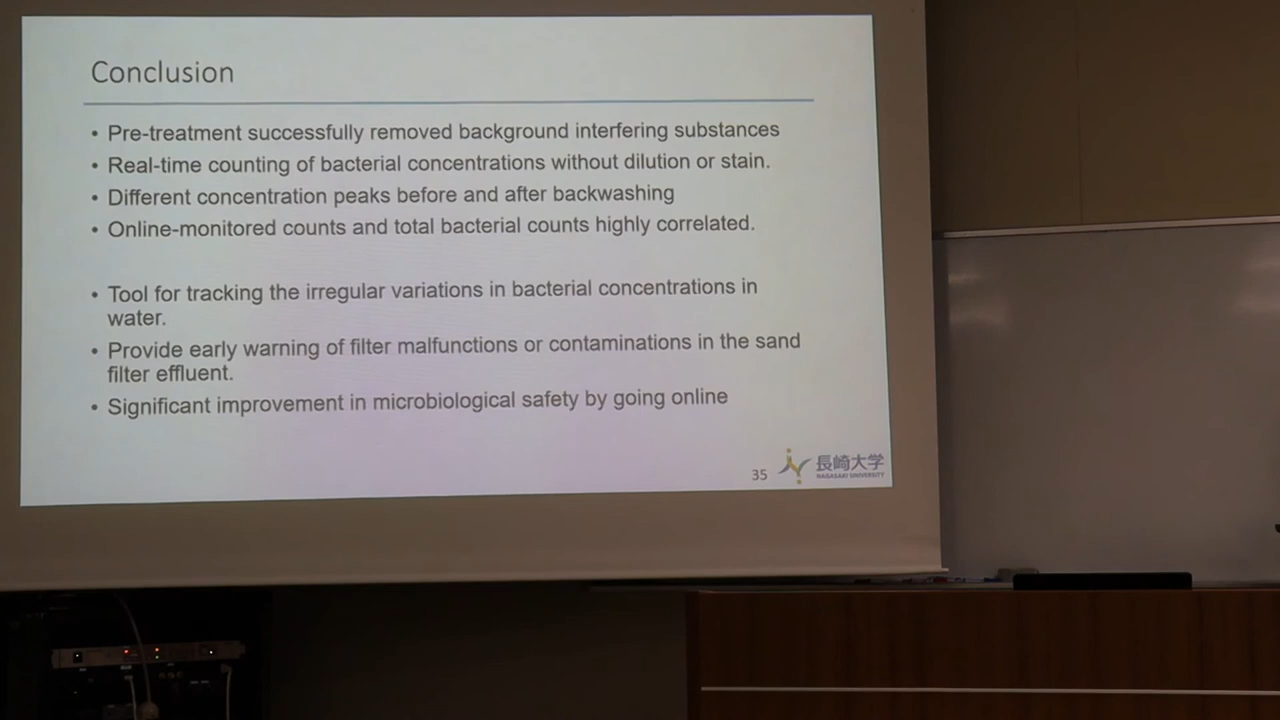 Conclusion
• Pre-treatment successfully removed background interfering substances
• Real-time counting of bacterial concentrations without dilution or stain.
• Different concentration peaks before and after backwashing
• Online-monitored counts and total bacterial counts highly correlated.
• Tool for tracking the irregular variations in bacterial concentrations in
water.
• Provide early warning of filter malfunctions or contaminations in the sand
filter effluent.
• Significant improvement in microbiological safety by going online
35
長崎大学
NAGASAKI UNIVERSITY